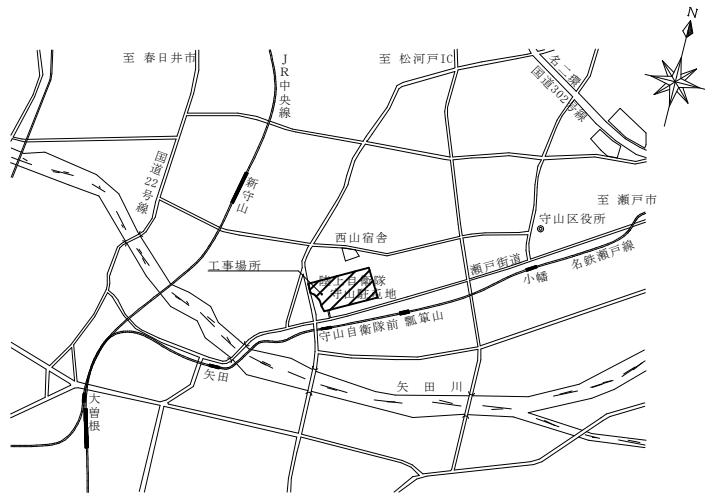 N
至 春日井市
JR中央線
至 松河戸IC
名二環
国道302号線
国道22号線
新守山
至 瀬戸市
守山区役所
西山宿舎
工事場所
陸上自衛隊
守山駐屯地
瀬戸街道
小幡
名鉄瀬戸線
守山自衛隊前
瓢箪山
矢田
矢田川
大曽根